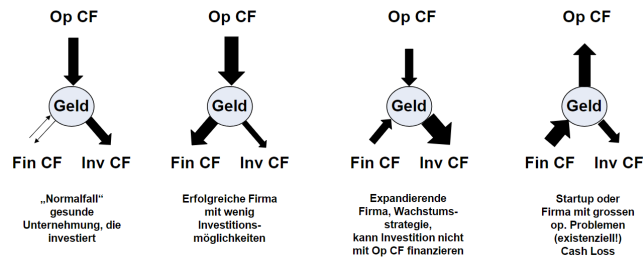 Op CF
Op CF
Op CF
Op CF
Geld
Geld
Geld
Geld
Fin CF
Inv CF
Fin CF
Inv CF
Fin CF
Inv CF
Fin CF
Inv CF
„Normalfall“
gesunde
Unternehmung, die
investiert
Erfolgreiche Firma
mit wenig
Investitions-
möglichkeiten
Expandierende
Firma, Wachstums-
strategie,
kann Investition nicht
mit Op CF finanzieren
Startup oder
Firma mit grossen
op. Problemen
(existenziell!)
Cash Loss